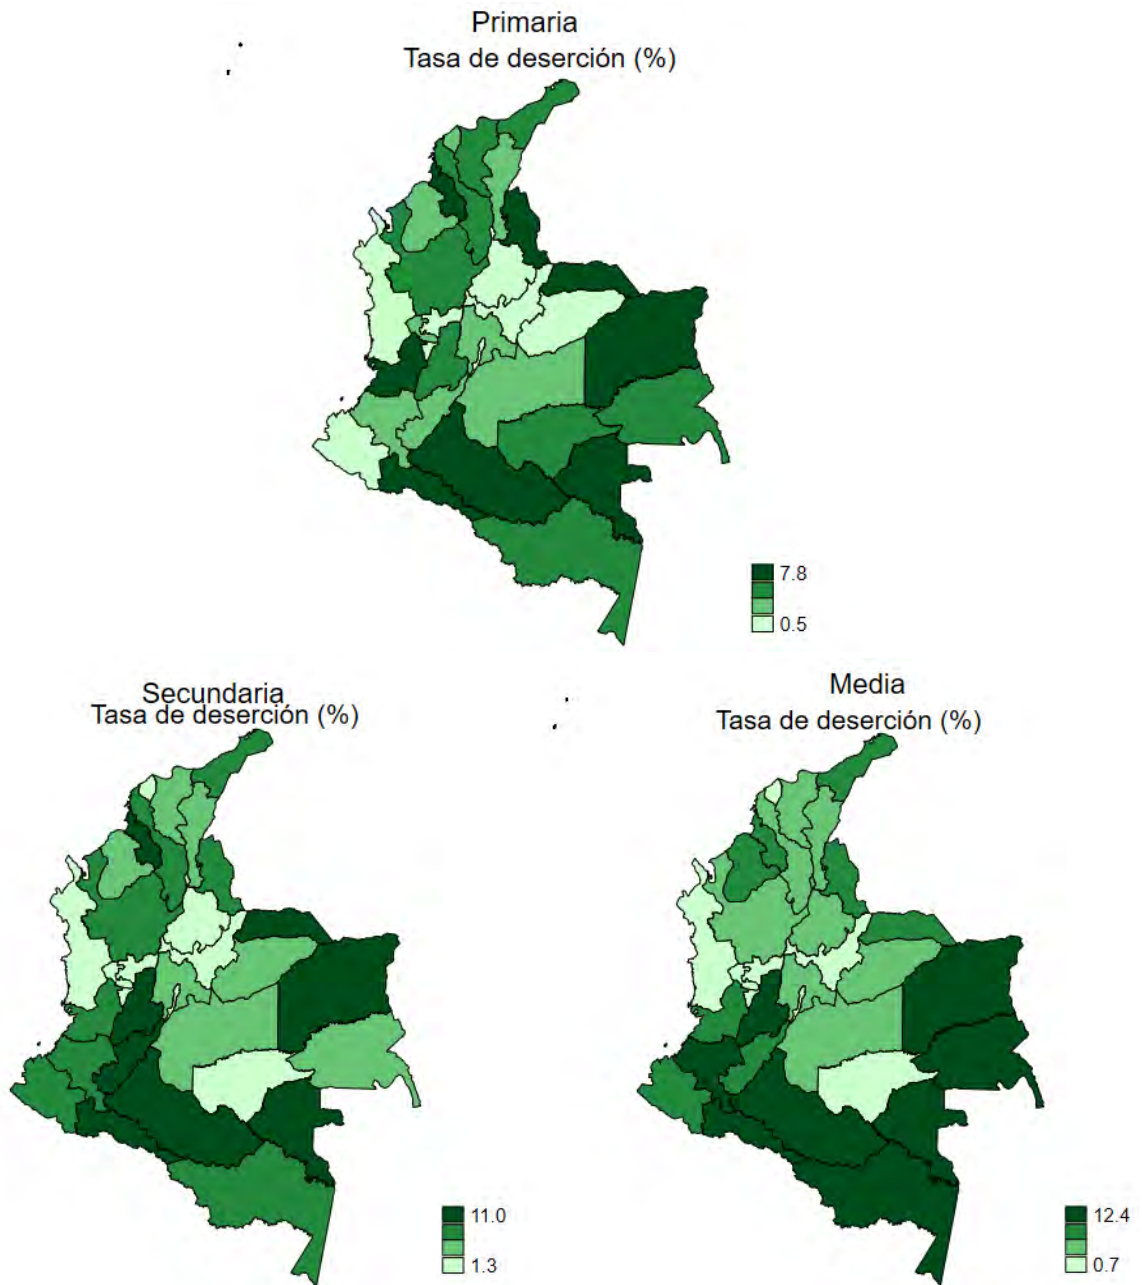 Primaria
Tasa de deserción (%)
7.8
0.5
Secundaria
Tasa de deserción (%)
11.0
1.3
Media
Tasa de deserción (%)
12.4
0.7